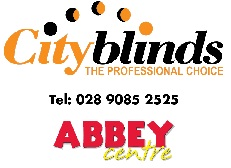 Cityblinds
THE PROFESSIONAL CHOICE
Tel: 028 9085 2525
ABBEY
centre